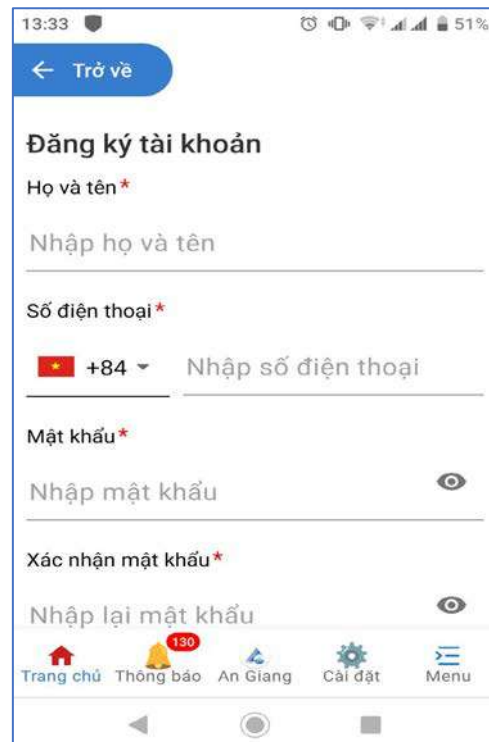 13:33 51%
Trở về
Đăng ký tài khoản
Họ và tên*
Nhập họ và tên
Số điện thoại*
+84 Nhập số điện thoại
Mật khẩu*
Nhập mật khẩu
Xác nhận mật khẩu*
Nhập lại mật khẩu
130
Trang chủ Thông báo An Giang Cài đặt Menu